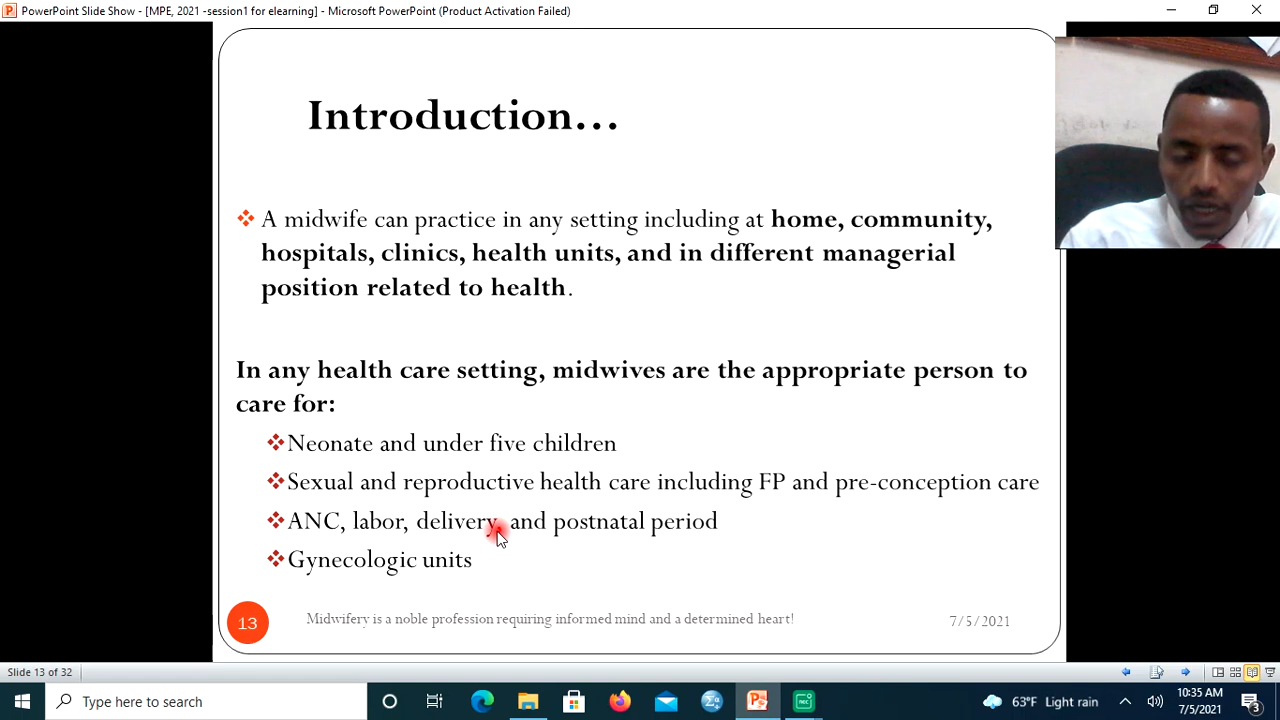 PowerPoint Slide Show - [MPE, 2021 -session1 for elearning] - Microsoft PowerPoint (Product Activation Failed)
Introduction...
A midwife can practice in any setting including at home, community,
hospitals, clinics, health units, and in different managerial
position related to health.
In any health care setting, midwives are the appropriate person to
care for:
Neonate and under five children
Sexual and reproductive health care including FP and pre-conception care
ANC, labor, delivery, and postnatal period
Gynecologic units
13
Midwifery is a noble profession requiring informed mind and a determined heart!
7/5/2021
Slide 13 of 32
Type here to search
63°F Light rain
10:35 AM
7/5/2021
3